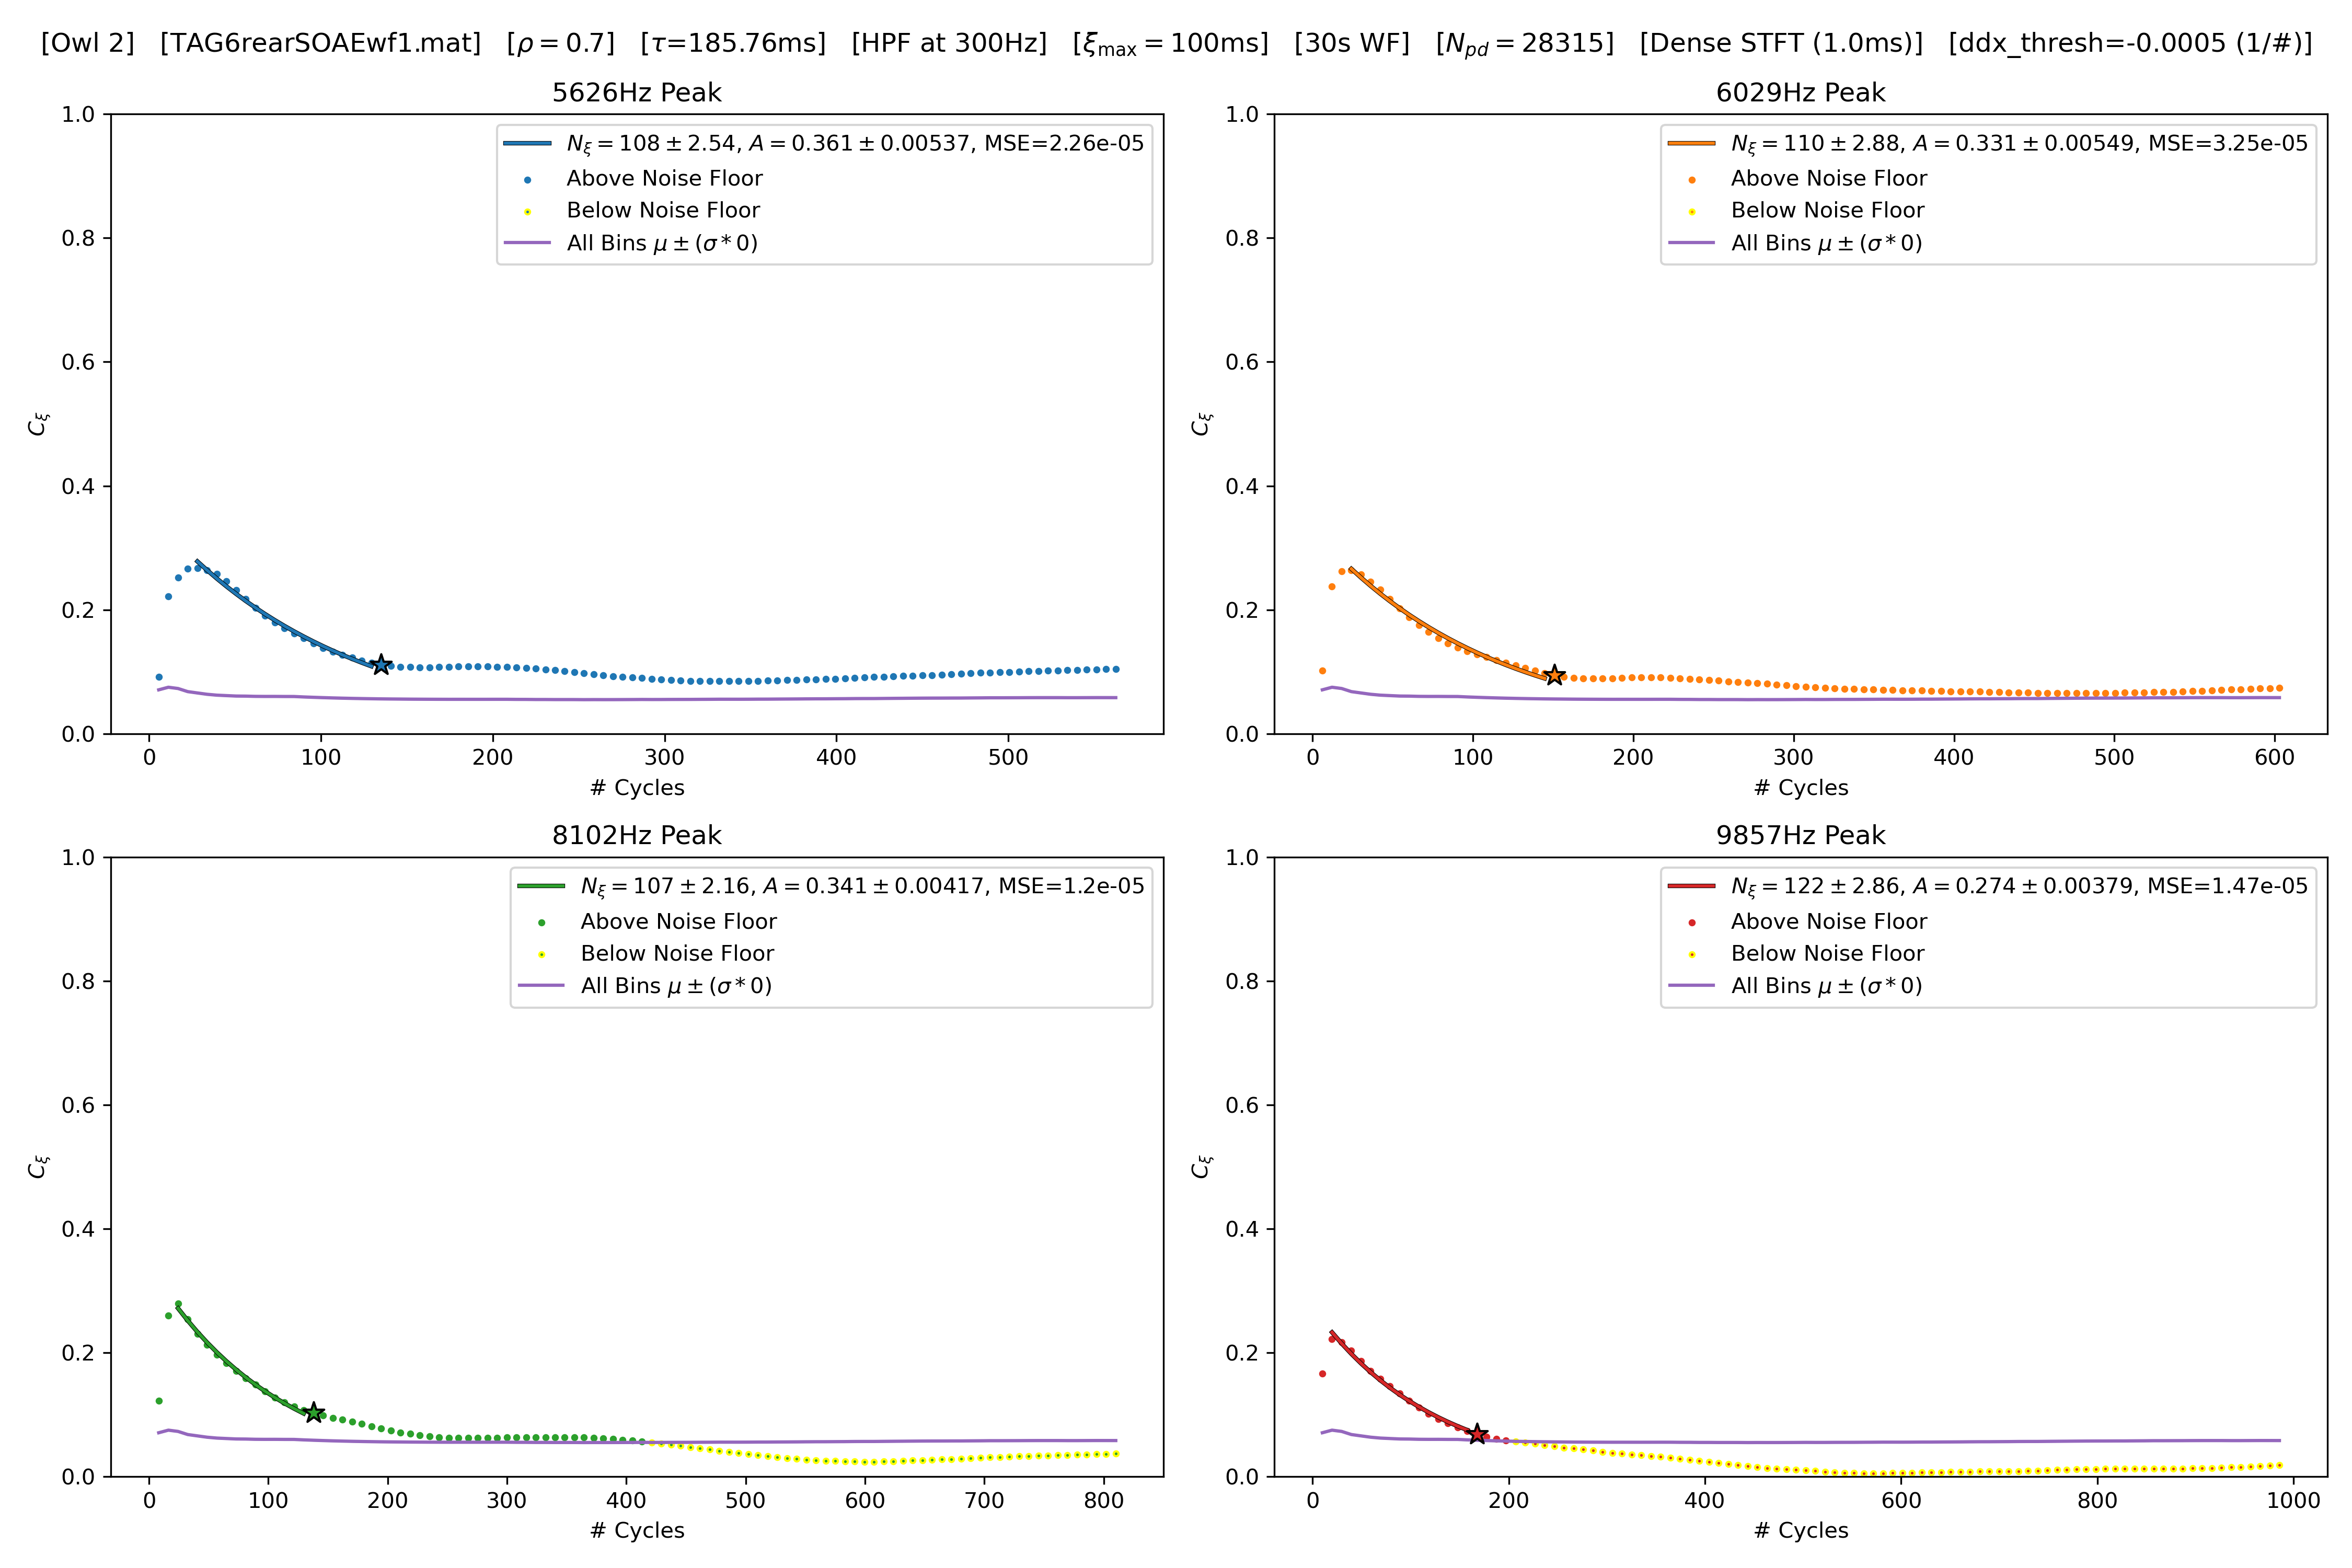 [Owl 2] [TAG6rearSOAEwf1.mat] [ρ = 0.7] [τ=185.76ms] [HPF at 300Hz] [ξmax = 100ms] [30s WF] [Npd = 28315] [Dense STFT (1.0ms)] [ddx_thresh=-0.0005 (1/#)]
5626Hz Peak
Nξ = 108 ± 2.54, A = 0.361 ± 0.00537, MSE=2.26e-05
Above Noise Floor
Below Noise Floor
All Bins μ ± (σ * 0)
1.0
0.8
0.6
0.4
0.2
0.0
Cξ
0 100 200 300 400 500
# Cycles
6029Hz Peak
Nξ = 110 ± 2.88, A = 0.331 ± 0.00549, MSE=3.25e-05
Above Noise Floor
Below Noise Floor
All Bins μ ± (σ * 0)
1.0
0.8
0.6
0.4
0.2
0.0
Cξ
0 100 200 300 400 500 600
# Cycles
8102Hz Peak
Nξ = 107 ± 2.16, A = 0.341 ± 0.00417, MSE=1.2e-05
Above Noise Floor
Below Noise Floor
All Bins μ ± (σ * 0)
1.0
0.8
0.6
0.4
0.2
0.0
Cξ
0 100 200 300 400 500 600 700 800
# Cycles
9857Hz Peak
Nξ = 122 ± 2.86, A = 0.274 ± 0.00379, MSE=1.47e-05
Above Noise Floor
Below Noise Floor
All Bins μ ± (σ * 0)
1.0
0.8
0.6
0.4
0.2
0.0
Cξ
0 200 400 600 800 1000
# Cycles